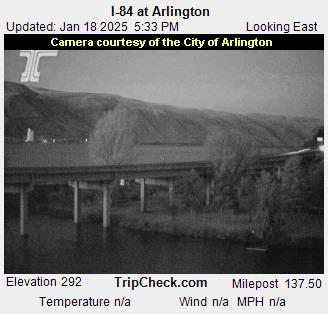 I-84 at Arlington
Updated: Jan 18 2025 5:33 PM Looking East
Camera courtesy of the City of Arlington
Elevation 292 TripCheck.com Milepost 137.50
Temperature n/a Wind n/a MPH n/a